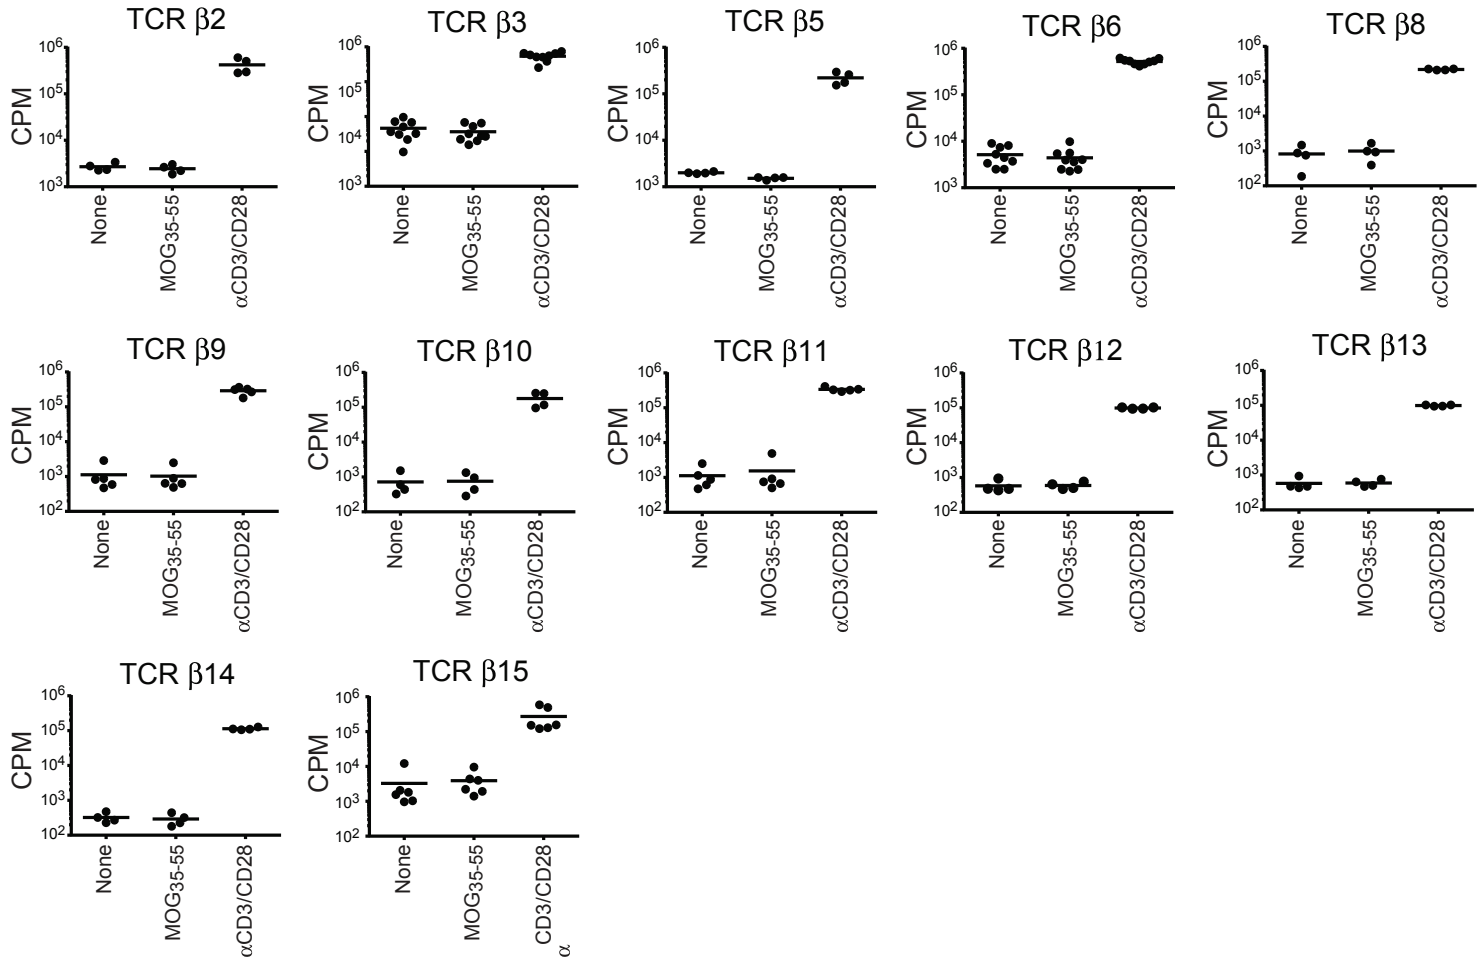 TCR β2 TCR β3 TCR β5 TCR β6 TCR β8
10⁶ 10⁶ 10⁶ 10⁶ 10⁶
10⁵ 10⁵ 10⁵ 10⁵ 10⁵
10⁴ 10⁴ 10⁴ 10⁴ 10⁴
10³ 10³ 10³ 10³ 10³
10²
CPM CPM CPM CPM CPM
None MOG35-55 αCD3/CD28 None MOG35-55 αCD3/CD28 None MOG35-55 αCD3/CD28 None MOG35-55 αCD3/CD28 None MOG35-55 αCD3/CD28
TCR β9 TCR β10 TCR β11 TCR β12 TCR β13
10⁶ 10⁶ 10⁶ 10⁶ 10⁶
10⁵ 10⁵ 10⁵ 10⁵ 10⁵
10⁴ 10⁴ 10⁴ 10⁴ 10⁴
10³ 10³ 10³ 10³ 10³
10² 10² 10² 10² 10²
CPM CPM CPM CPM CPM
None MOG35-55 αCD3/CD28 None MOG35-55 αCD3/CD28 None MOG35-55 αCD3/CD28 None MOG35-55 αCD3/CD28 None MOG35-55 αCD3/CD28
TCR β14 TCR β15
10⁶ 10⁶
10⁵ 10⁵
10⁴ 10⁴
10³ 10³
10² 10²
CPM CPM
None MOG35-55 αCD3/CD28 None MOG35-55 CD3/CD28
α